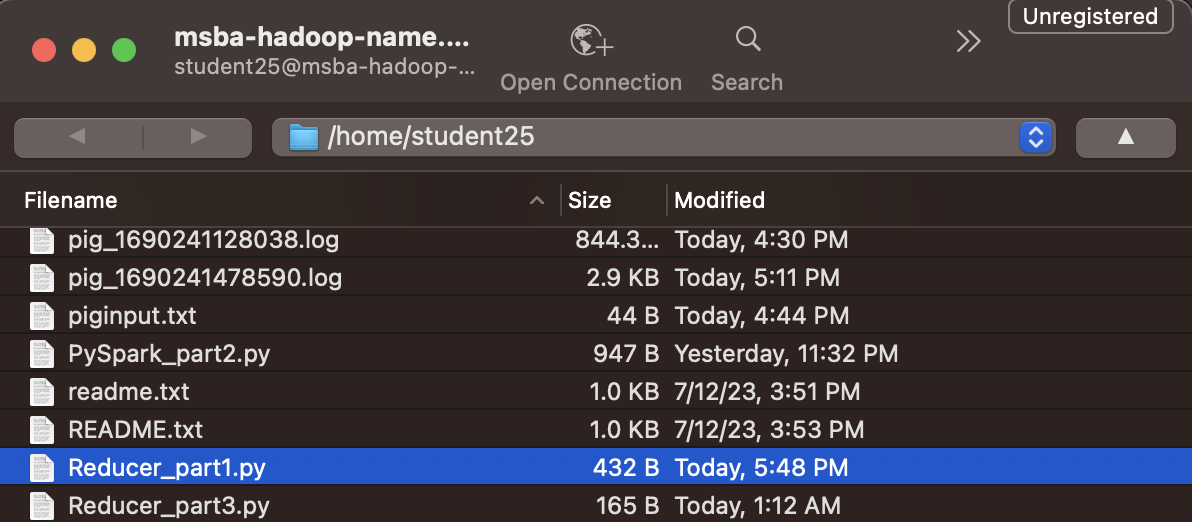 Unregistered
msba-hadoop-name....
student25@msba-hadoop-...
Open Connection Search
/home/student25
Filename Size Modified
pig_1690241128038.log 844.3... Today, 4:30 PM
pig_1690241478590.log 2.9 KB Today, 5:11 PM
piginput.txt 44 B Today, 4:44 PM
PySpark_part2.py 947 B Yesterday, 11:32 PM
readme.txt 1.0 KB 7/12/23, 3:51 PM
README.txt 1.0 KB 7/12/23, 3:53 PM
Reducer_part1.py 432 B Today, 5:48 PM
Reducer_part3.py 165 B Today, 1:12 AM